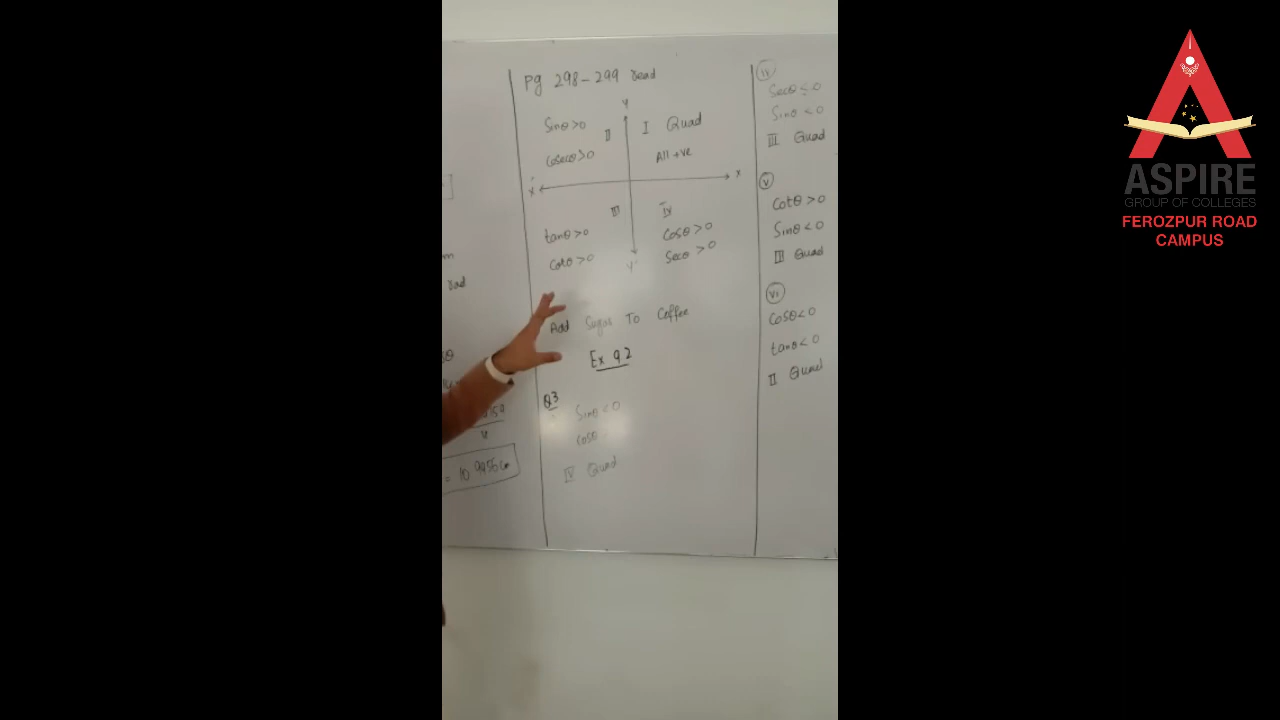 Pg 298-299 read
Y
Sinθ>0
II
I Quad
Cosecθ>0
All +ve
X
III
IV
tanθ>0
Cosθ>0
Cotθ>0
Secθ>0
Y'
Add Sugar To Coffee
Ex 9.2
Q3
Sinθ<0
Cosθ
IV Quad
Secθ<0
Sinθ<0
III Quad
V
Cotθ>0
Sinθ<0
III Quad
VI
Cosθ<0
tanθ<0
II Quad
rad
ASPIRE
GROUP OF COLLEGES
FEROZPUR ROAD
CAMPUS